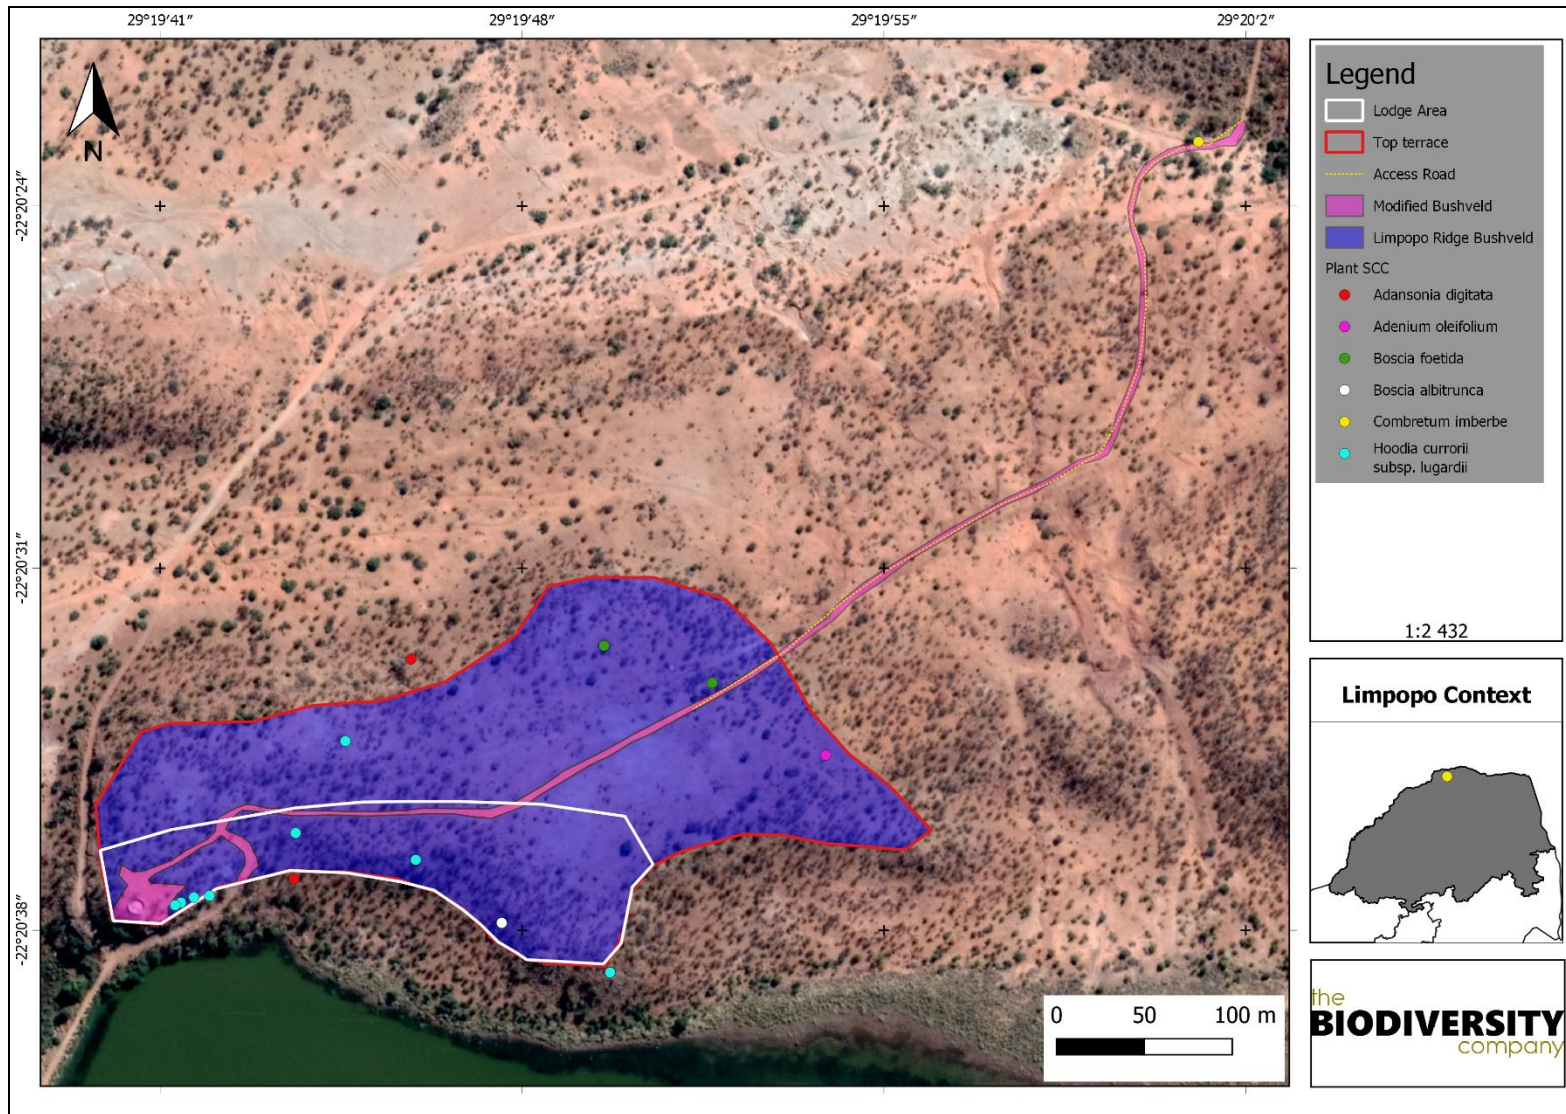 29°19'41"
29°19'48"
29°19'55"
29°20'2"
-22°20'24"
-22°20'31"
-22°20'38"
N
0 50 100 m
Legend
Lodge Area
Top terrace
Access Road
Modified Bushveld
Limpopo Ridge Bushveld
Plant SCC
Adansonia digitata
Adenium oleifolium
Boscia foetida
Boscia albitrunca
Combretum imberbe
Hoodia currorii
subsp. lugardii
1:2 432
Limpopo Context
the
BIODIVERSITY
company